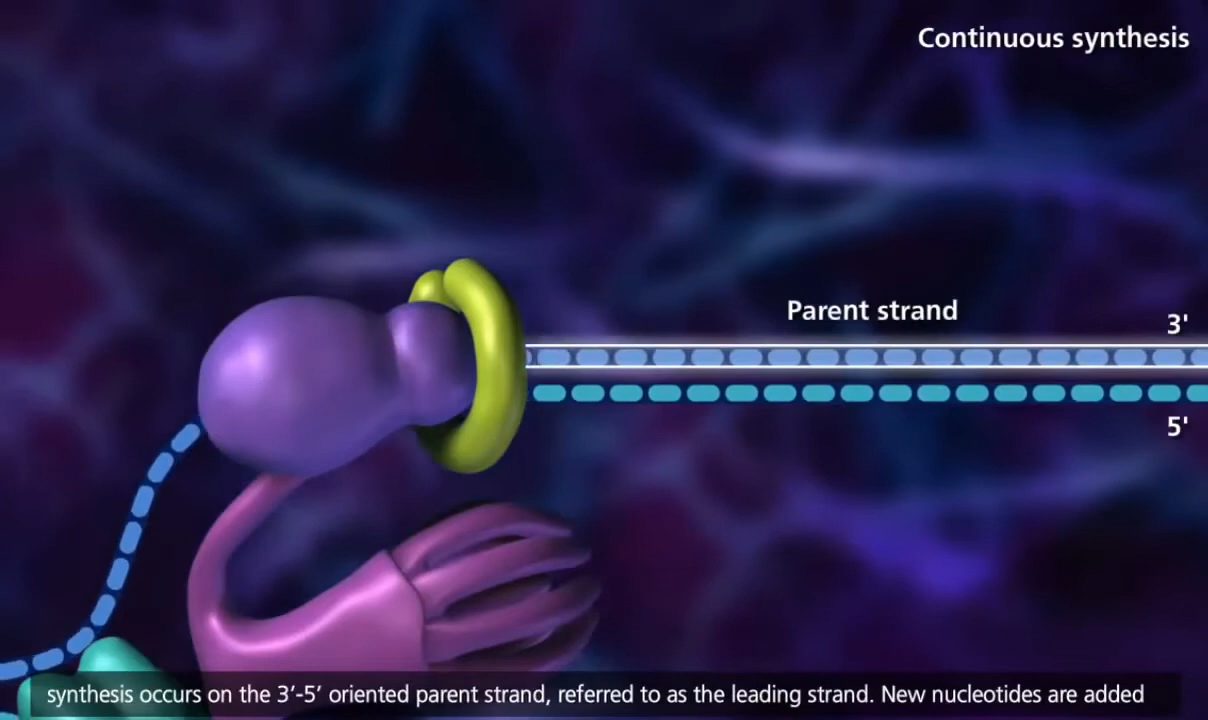 Continuous synthesis
Parent strand
3'
5'
synthesis occurs on the 3’-5’ oriented parent strand, referred to as the leading strand. New nucleotides are added